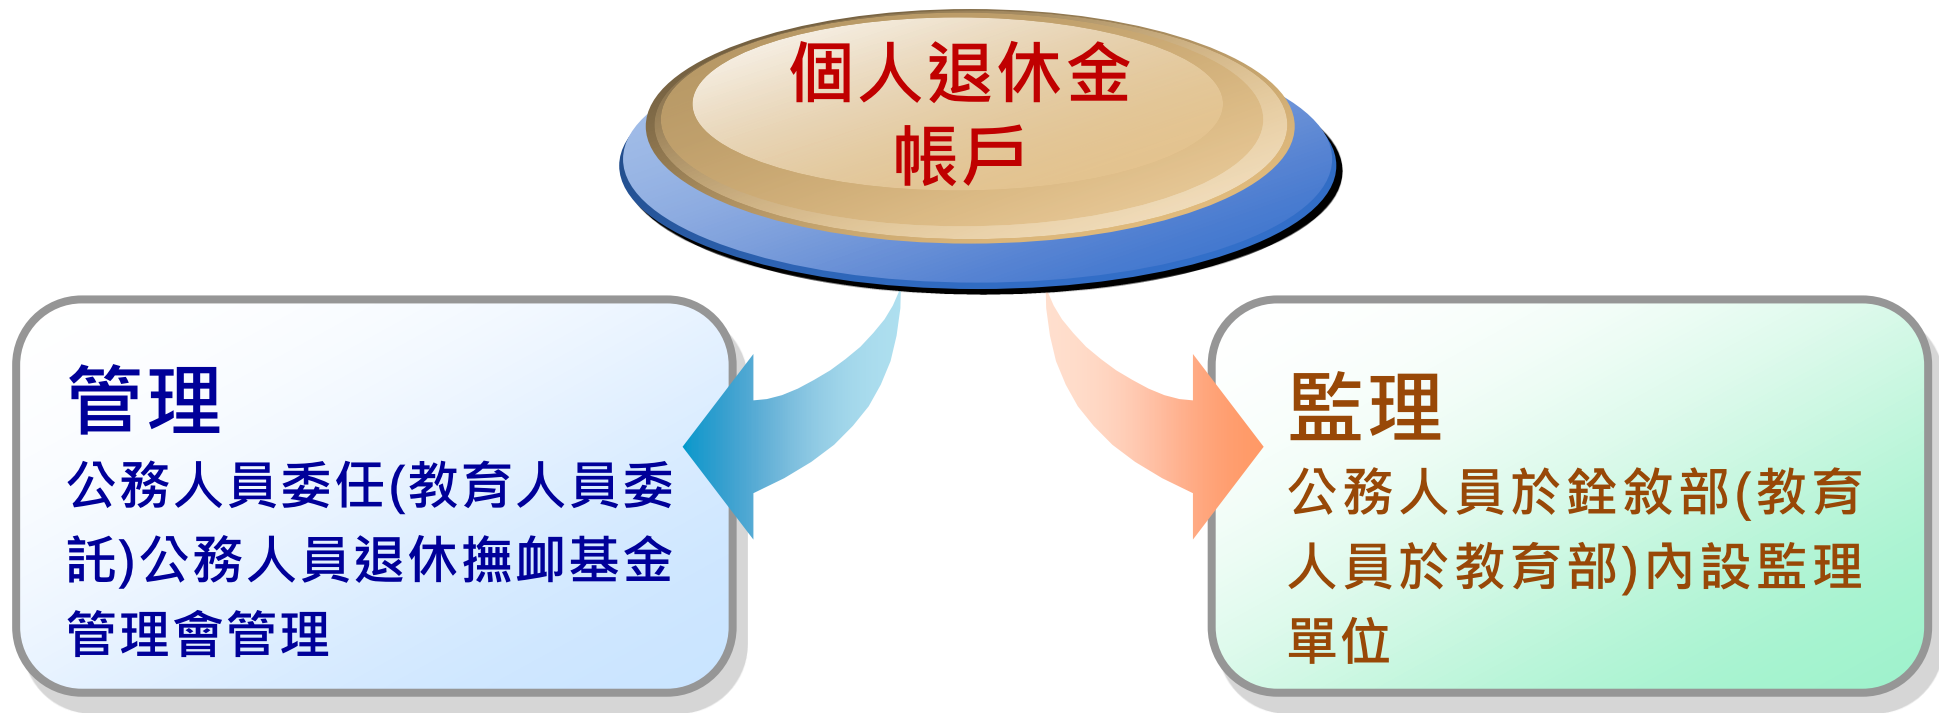 個人退休金
帳戶
管理
公務人員委任(教育人員委
託)公務人員退休撫卹基金
管理會管理
監理
公務人員於銓敘部(教育
人員於教育部)內設監理
單位